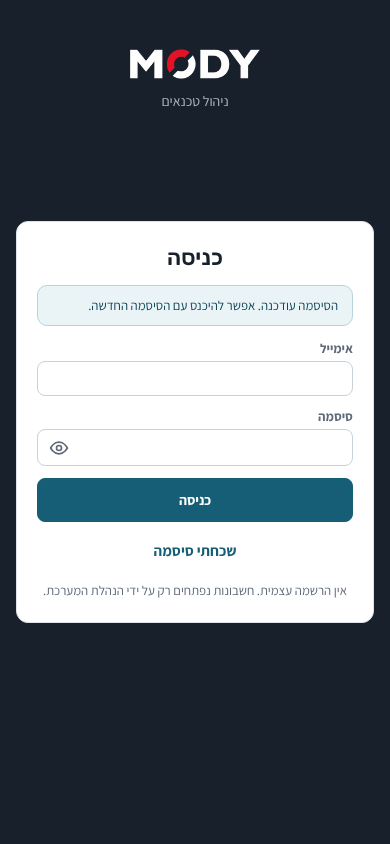 MODY
ניהול טכנאים
כניסה
הסיסמה עודכנה. אפשר להיכנס עם הסיסמה החדשה.
אימייל
סיסמה
כניסה
שכחתי סיסמה
אין הרשמה עצמית. חשבונות נפתחים רק על ידי הנהלת המערכת.